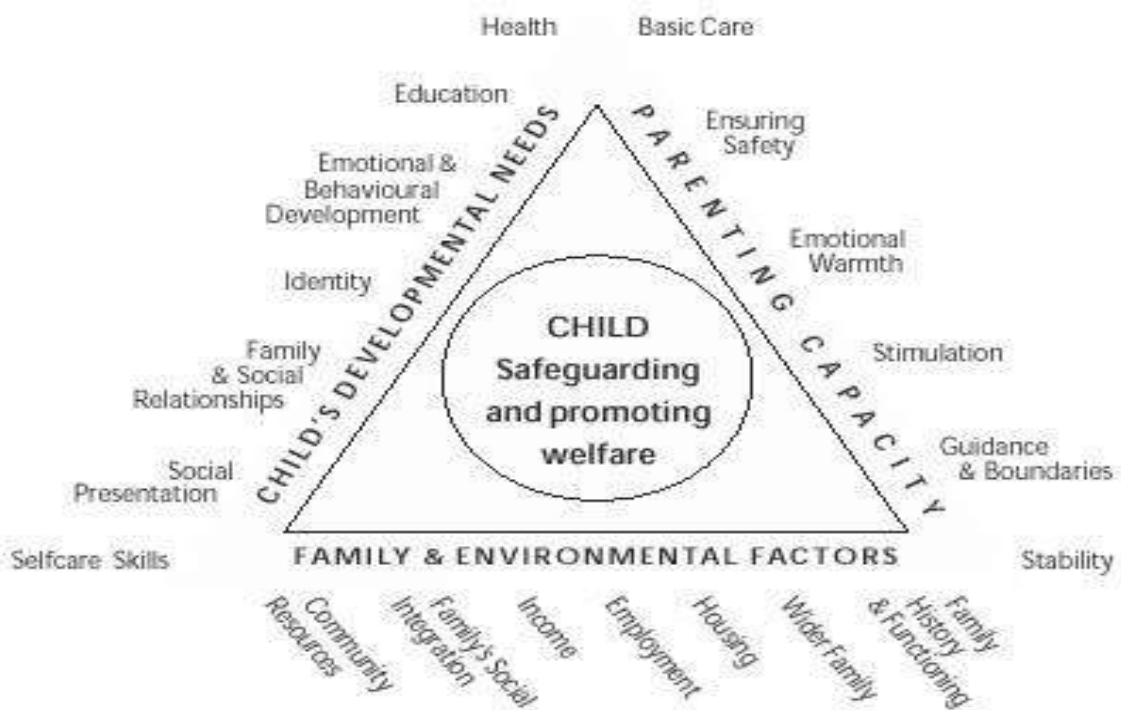 Health
Basic Care
Education
Ensuring
Safety
Emotional &
Behavioural
Development
Emotional
Warmth
Identity
Family
& Social
Relationships
Stimulation
Social
Presentation
Guidance
& Boundaries
Selfcare Skills
Stability
CHILD'S DEVELOPMENTAL NEEDS
PARENTING CAPACITY
CHILD
Safeguarding
and promoting
welfare
FAMILY & ENVIRONMENTAL FACTORS
Community
Resources
Family's Social
Integration
Income
Employment
Housing
Wider Family
Family
History
& Functioning